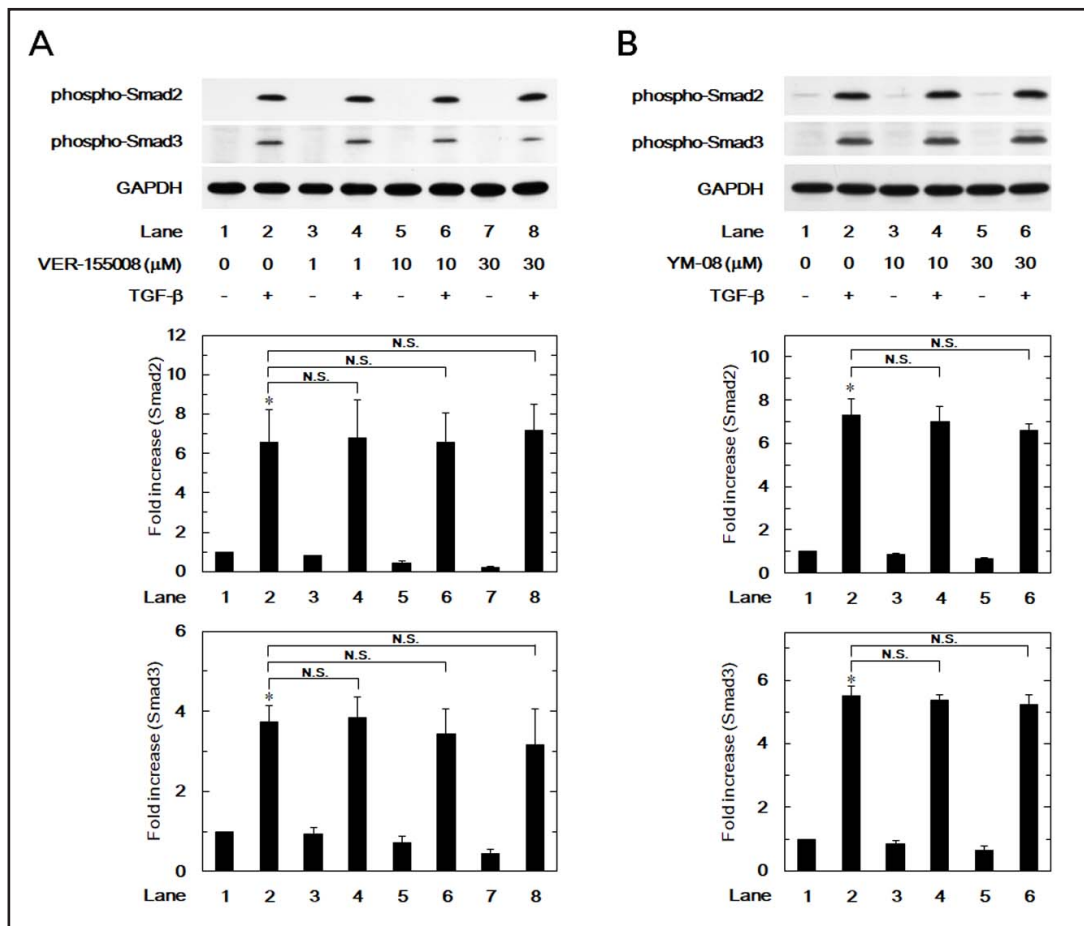 A
phospho-Smad2
phospho-Smad3
GAPDH
Lane 1 2 3 4 5 6 7 8
VER-155008 (μM) 0 0 1 1 10 10 30 30
TGF-β - + - + - + - +
12
10
8
6
4
2
0
Fold increase (Smad2)
N.S.
N.S.
N.S.
*
Lane 1 2 3 4 5 6 7 8
6
4
2
0
Fold increase (Smad3)
N.S.
N.S.
N.S.
*
Lane 1 2 3 4 5 6 7 8
B
phospho-Smad2
phospho-Smad3
GAPDH
Lane 1 2 3 4 5 6
YM-08 (μM) 0 0 10 10 30 30
TGF-β - + - + - +
10
8
6
4
2
0
Fold increase (Smad2)
N.S.
N.S.
*
Lane 1 2 3 4 5 6
6
4
2
0
Fold increase (Smad3)
N.S.
N.S.
*
Lane 1 2 3 4 5 6